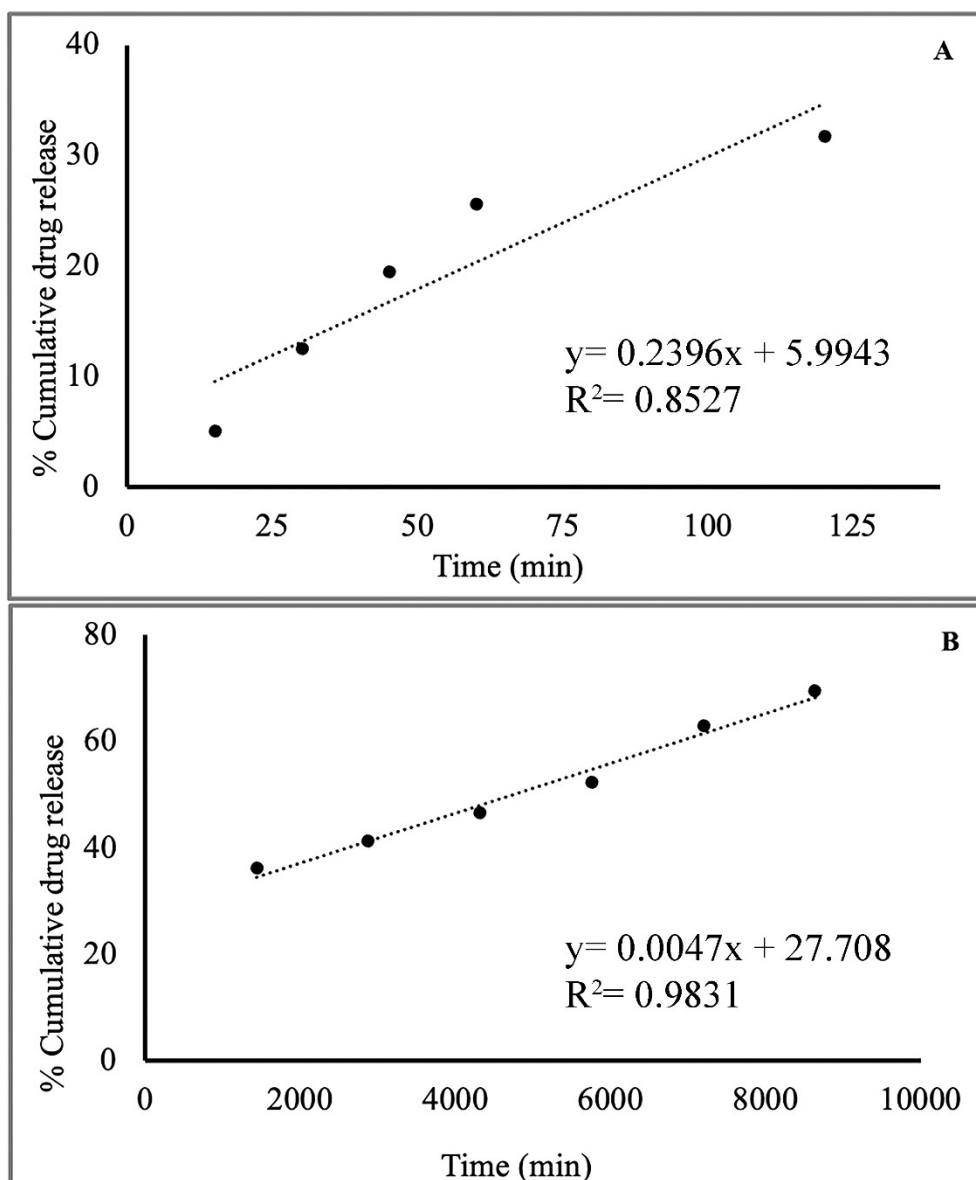 A
% Cumulative drug release
40
30
20
10
0
y= 0.2396x + 5.9943
R²= 0.8527
0 25 50 75 100 125
Time (min)
B
% Cumulative drug release
80
60
40
20
0
y= 0.0047x + 27.708
R²= 0.9831
0 2000 4000 6000 8000 10000
Time (min)